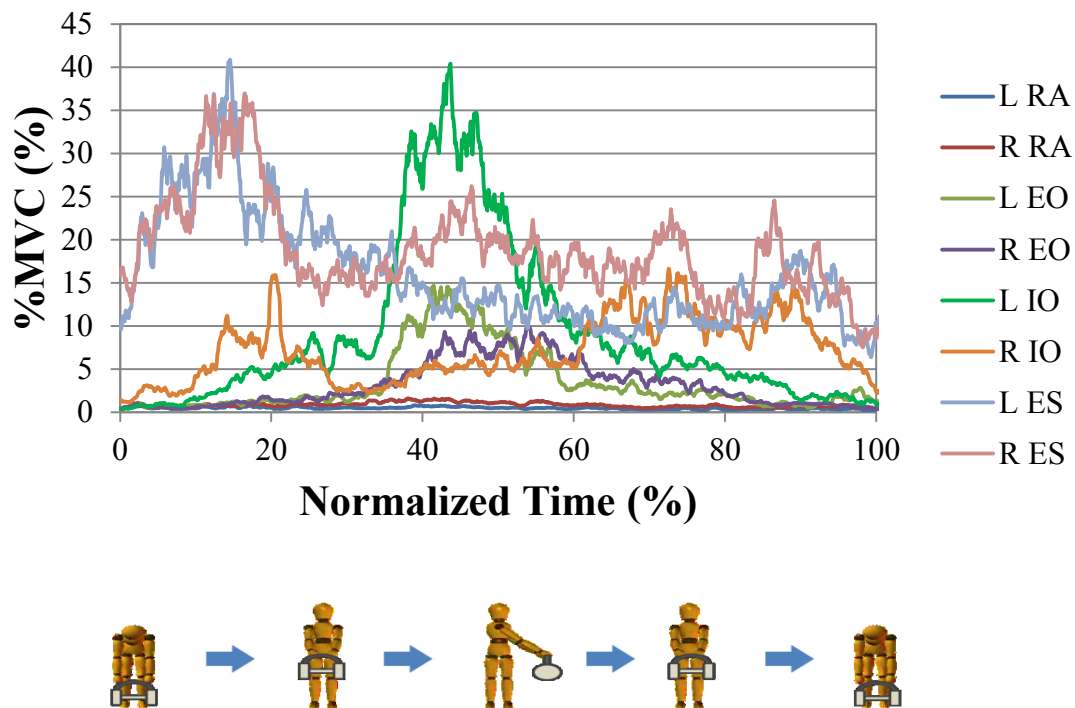 45
40
35
30
25
20
15
10
5
0
%MVC (%)
0 20 40 60 80 100
Normalized Time (%)
L RA
R RA
L EO
R EO
L IO
R IO
L ES
R ES